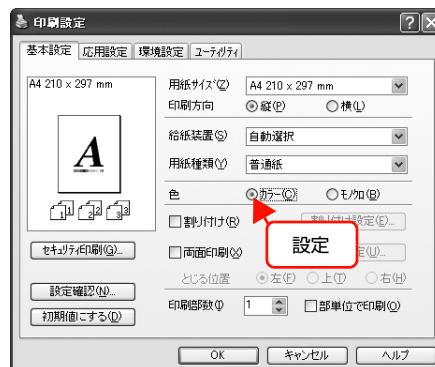 印刷設定
基本設定 応用設定 環境設定 ユーティリティ
A4 210 x 297 mm
A
1 1 2 2 3 3
セキュリティ印刷(G)...
設定確認(N)...
初期値にする(D)
用紙サイズ(Z) A4 210 x 297 mm
印刷方向 縦(P) 横(L)
給紙装置(S) 自動選択
用紙種類(Y) 普通紙
色 カラー(C) モノクロ(B)
割り付け(R) 割り付け設定(E)...
両面印刷(X) (U)...
設定
とじる位置 左(F) 上(T) 右(H)
印刷部数(I) 1 部単位で印刷(O)
OK キャンセル ヘルプ